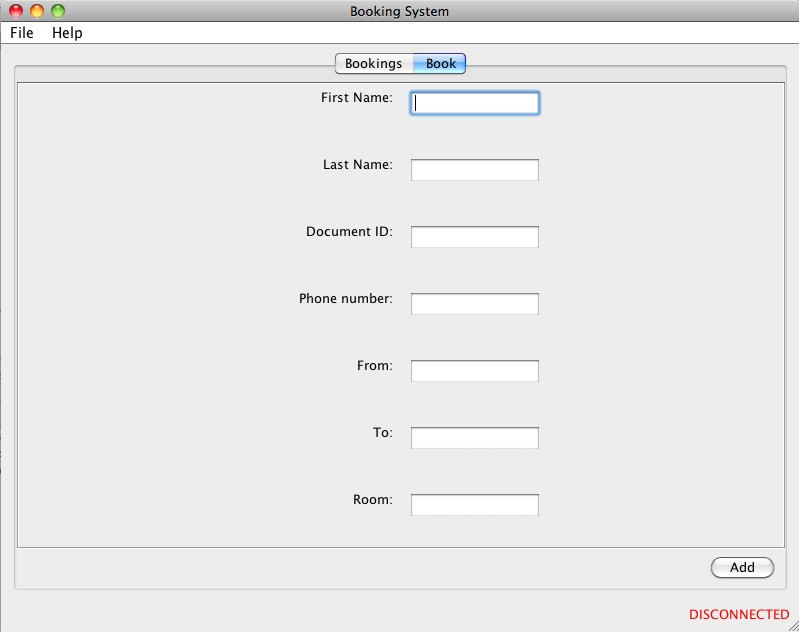 Booking System
File Help
Bookings Book
First Name:
Last Name:
Document ID:
Phone number:
From:
To:
Room:
Add
DISCONNECTED